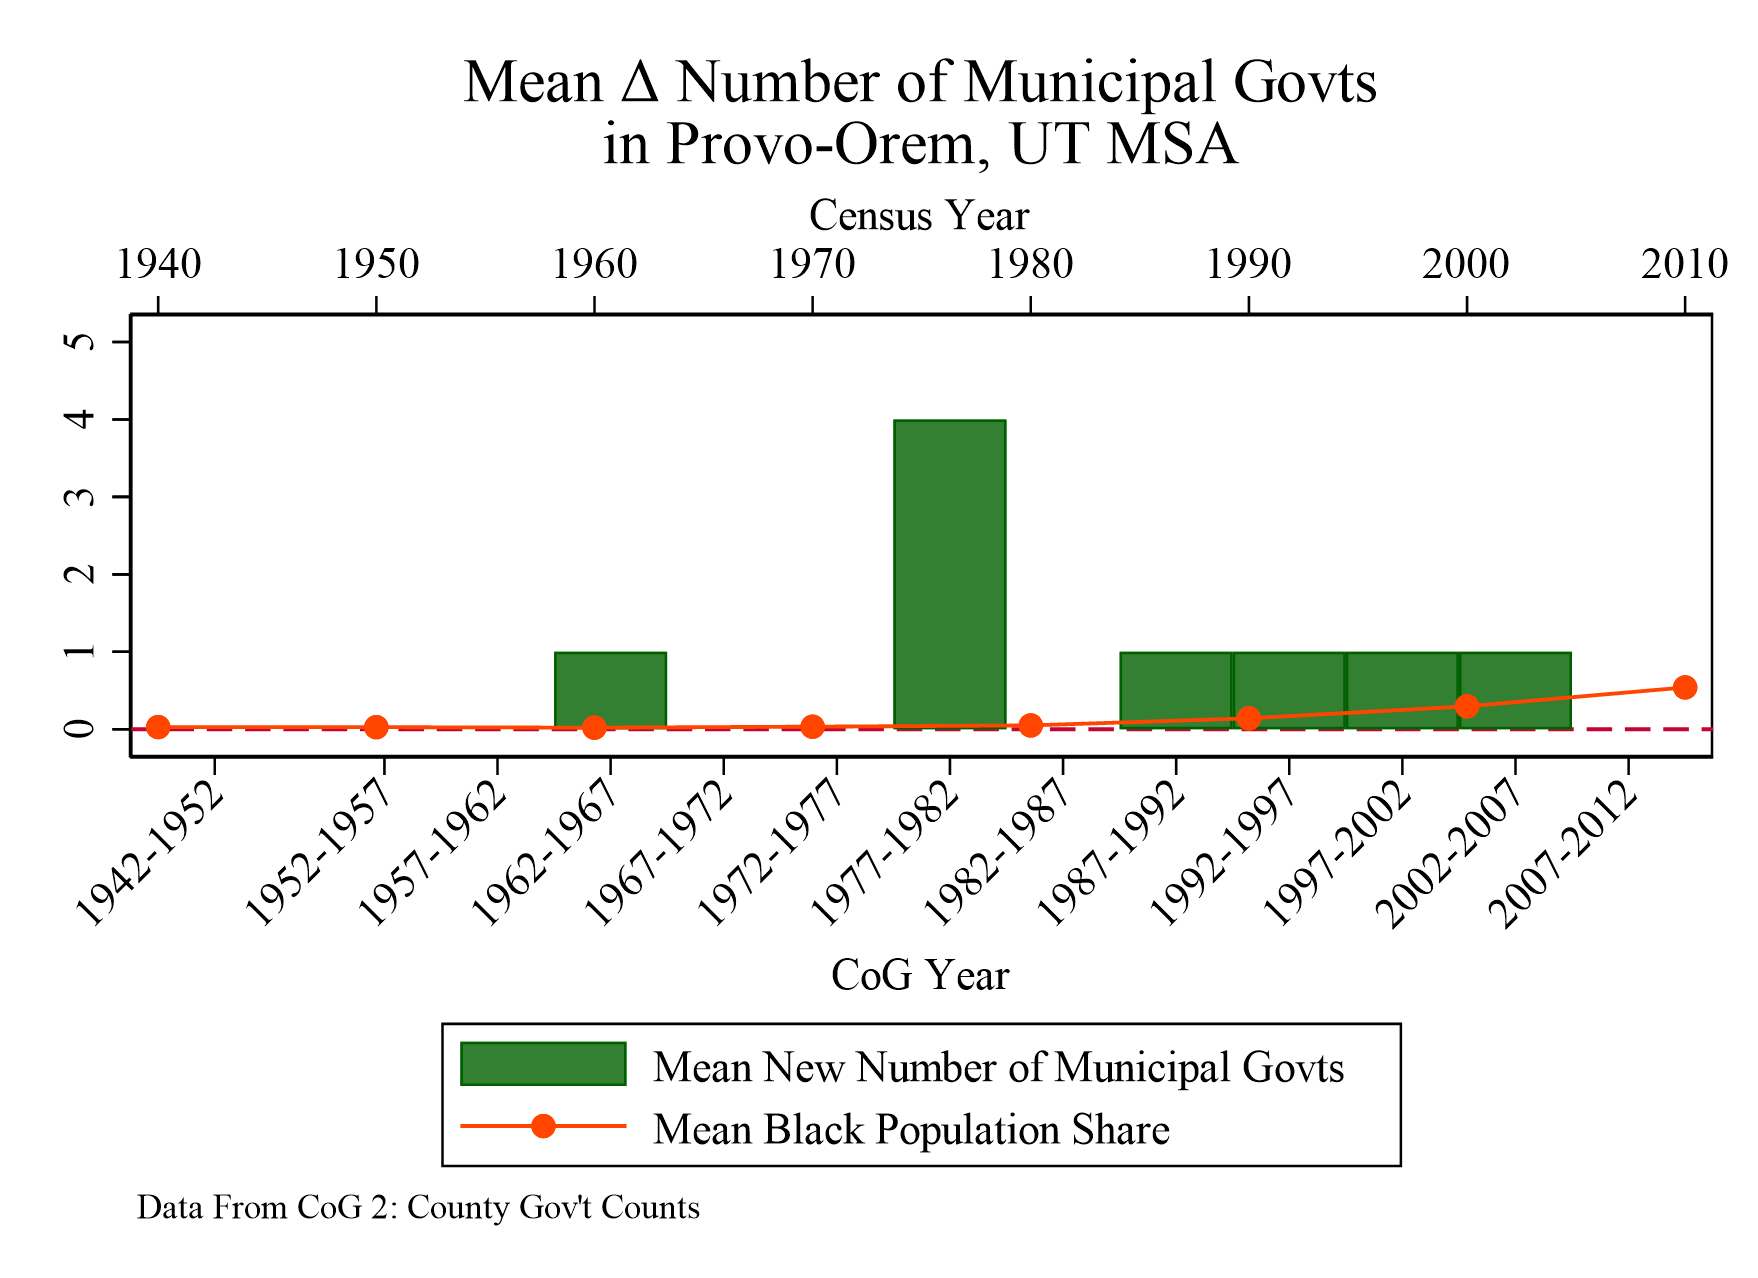 Mean Δ Number of Municipal Govts
in Provo-Orem, UT MSA
Census Year
1940 1950 1960 1970 1980 1990 2000 2010
5
4
3
2
1
0
1942-1952 1952-1957 1957-1962 1962-1967 1967-1972 1972-1977 1977-1982 1982-1987 1987-1992 1992-1997 1997-2002 2002-2007 2007-2012
CoG Year
Mean New Number of Municipal Govts
Mean Black Population Share
Data From CoG 2: County Gov't Counts